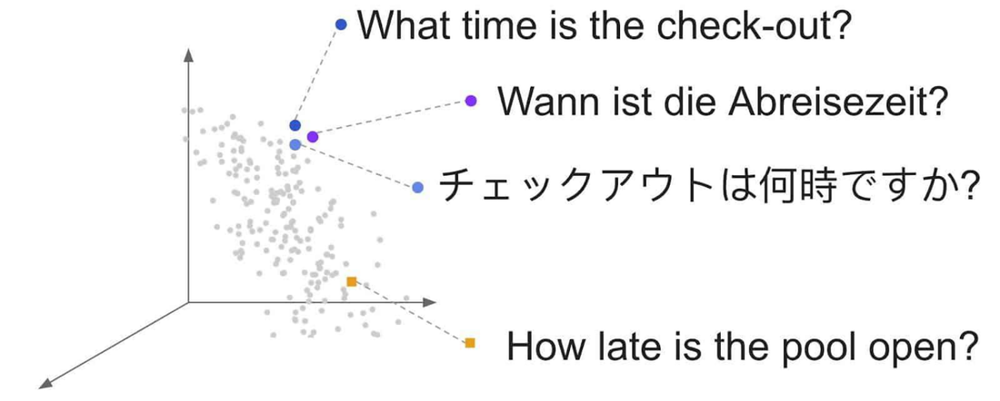 What time is the check-out?
Wann ist die Abreisezeit?
チェックアウトは何時ですか?
How late is the pool open?